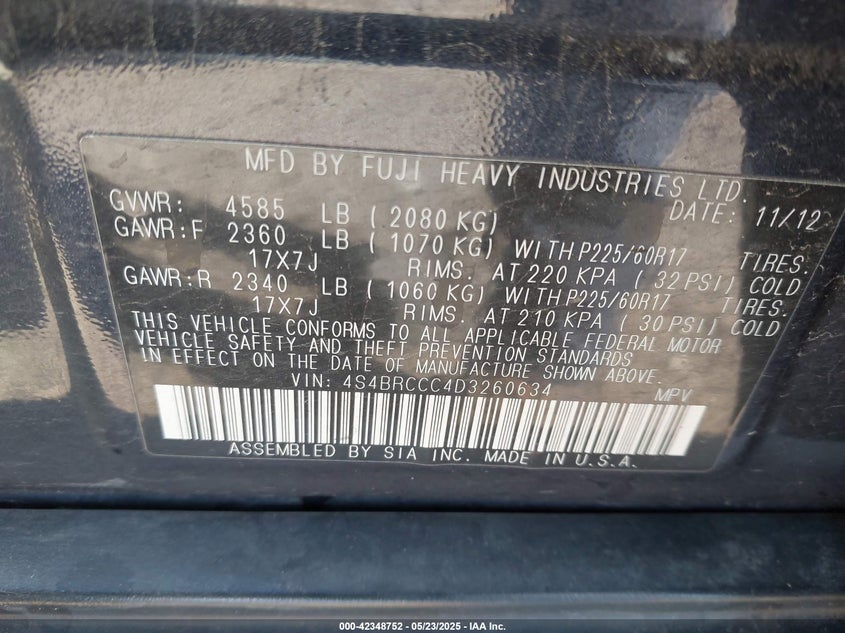 MFD BY FUJI HEAVY INDUSTRIES LTD.
GVWR: 4585 LB ( 2080 KG) DATE: 11/12
GAWR:F 2360 LB ( 1070 KG) WITH P225/60R17 TIRES.
17X7J RIMS. AT 220 KPA ( 32 PSI) COLD
GAWR:R 2340 LB ( 1060 KG) WITH P225/60R17 TIRES.
17X7J RIMS. AT 210 KPA ( 30 PSI) COLD
THIS VEHICLE CONFORMS TO ALL APPLICABLE FEDERAL MOTOR
VEHICLE SAFETY AND THEFT PREVENTION STANDARDS
IN EFFECT ON THE DATE OF MANUFACTURE SHOWN ABOVE.
VIN: 4S4BRCCC4D3260634 MPV
ASSEMBLED BY SIA INC. MADE IN U.S.A.
000-42348752 - 05/23/2025 - IAA Inc.